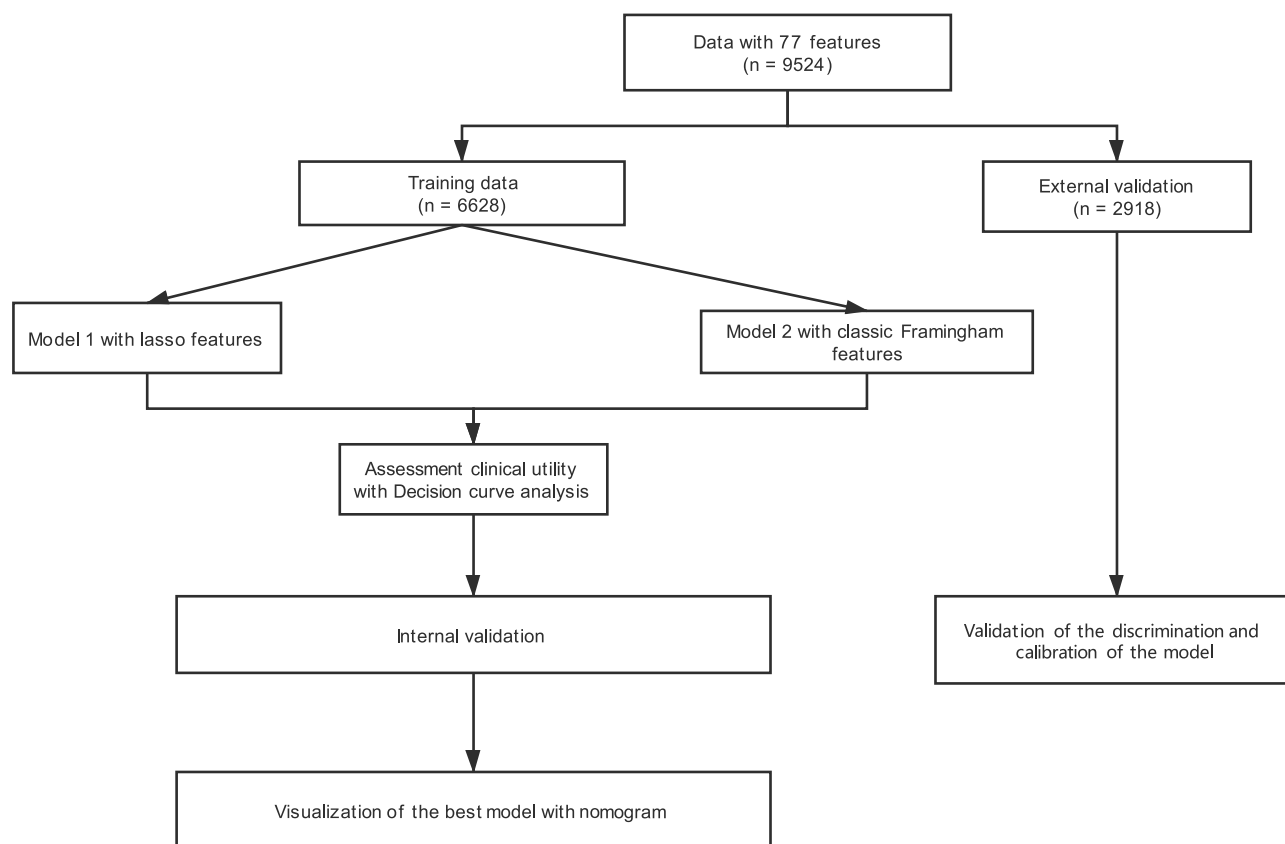 Data with 77 features
(n = 9524)
Training data
(n = 6628)
External validation
(n = 2918)
Model 1 with lasso features
Model 2 with classic Framingham
features
Assessment clinical utility
with Decision curve analysis
Internal validation
Validation of the discrimination and
calibration of the model
Visualization of the best model with nomogram